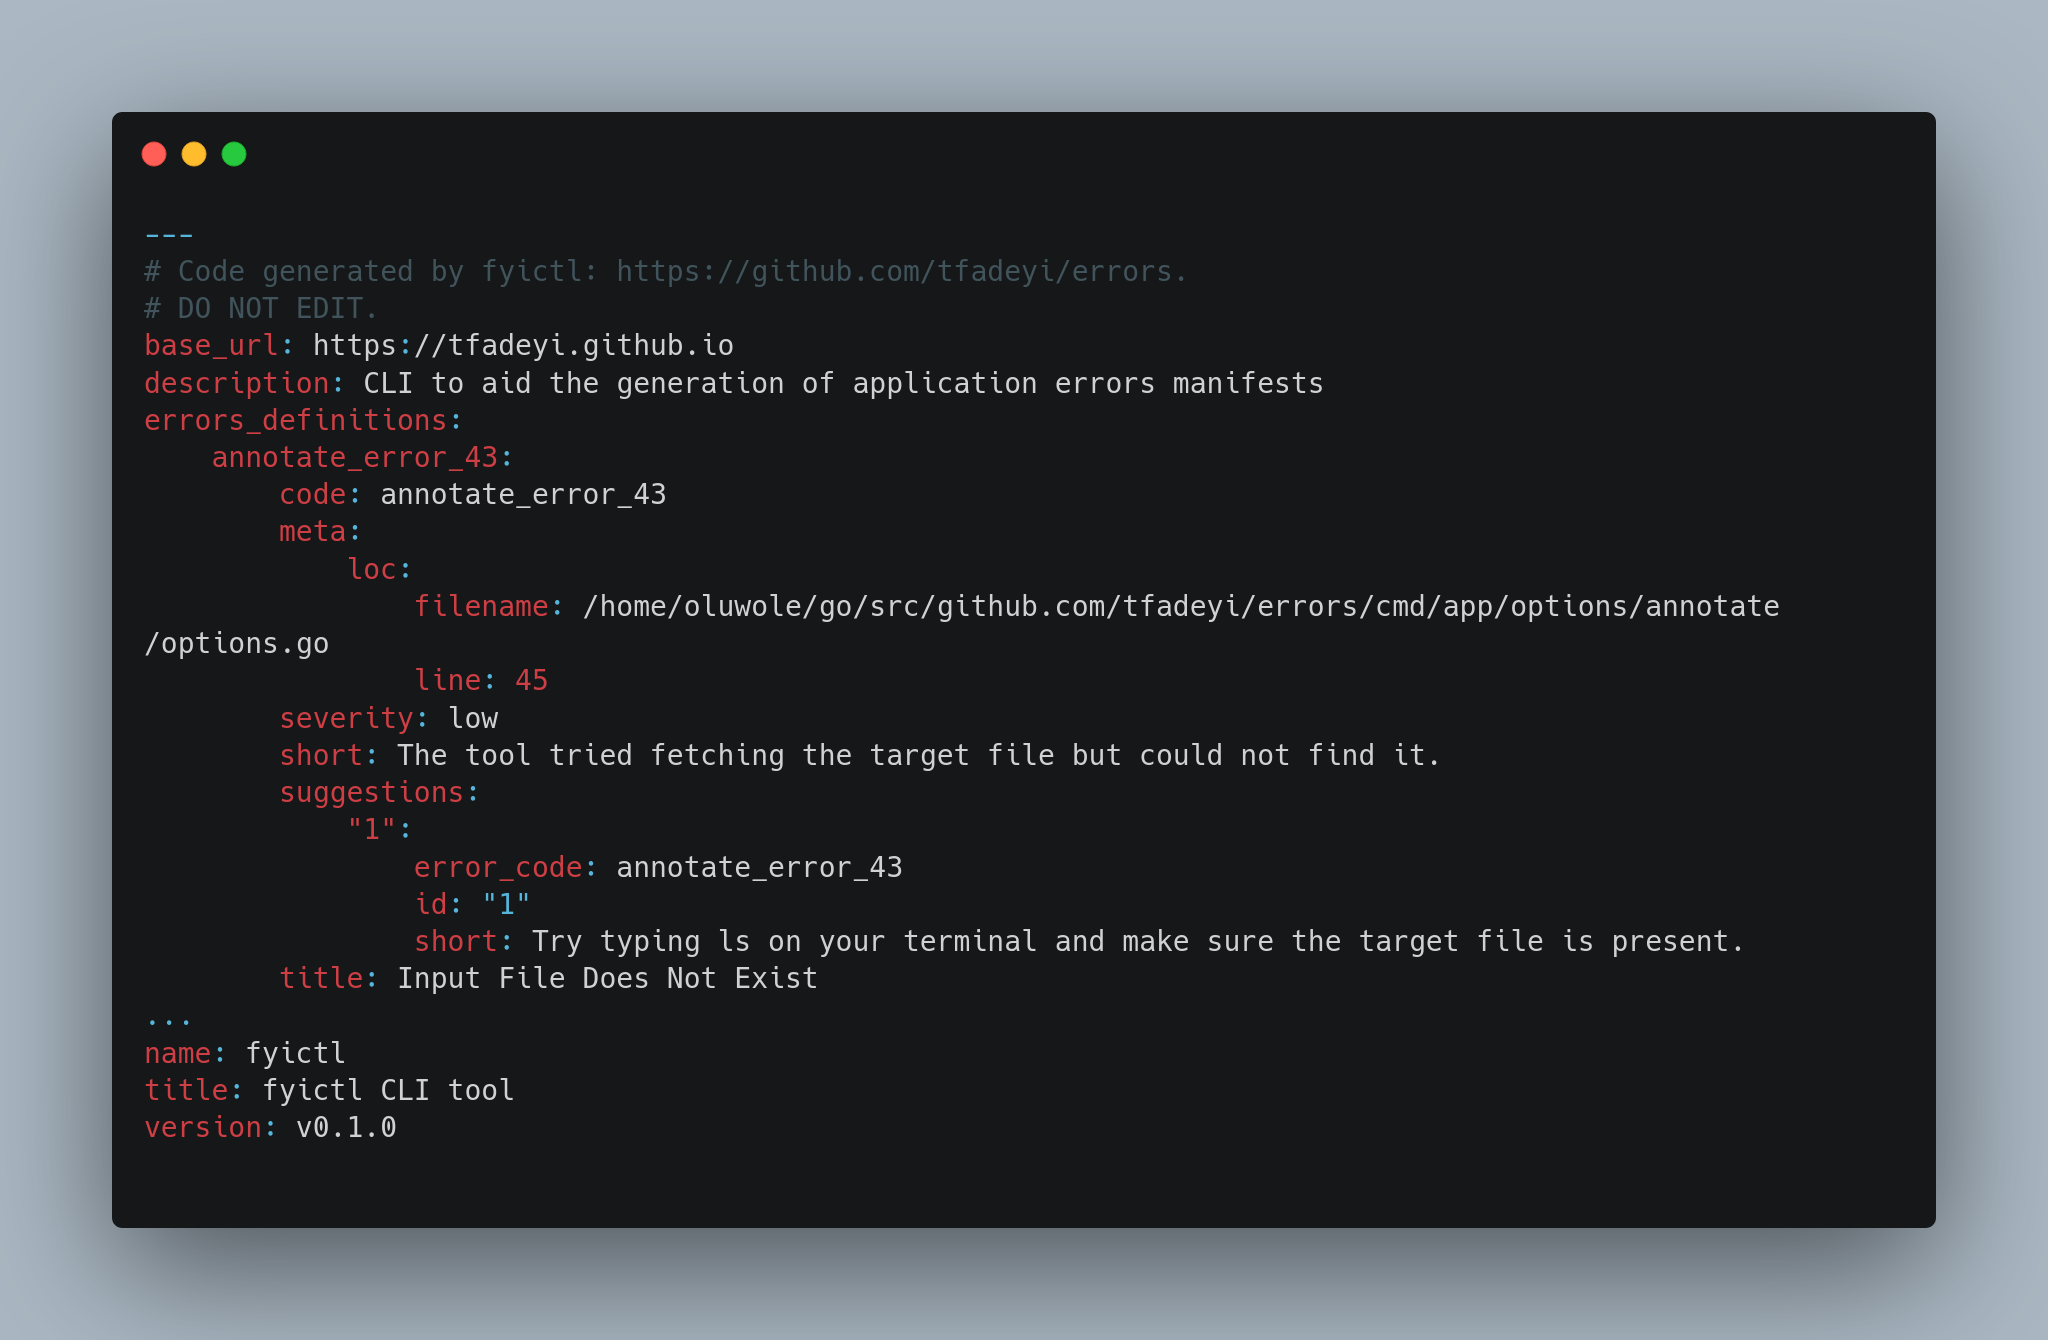 ---
# Code generated by fyictl: https://github.com/tfadeyi/errors.
# DO NOT EDIT.
base_url: https://tfadeyi.github.io
description: CLI to aid the generation of application errors manifests
errors_definitions:
    annotate_error_43:
        code: annotate_error_43
        meta:
            loc:
                filename: /home/oluwole/go/src/github.com/tfadeyi/errors/cmd/app/options/annotate
/options.go
                line: 45
        severity: low
        short: The tool tried fetching the target file but could not find it.
        suggestions:
            "1":
                error_code: annotate_error_43
                id: "1"
                short: Try typing ls on your terminal and make sure the target file is present.
        title: Input File Does Not Exist
...
name: fyictl
title: fyictl CLI tool
version: v0.1.0